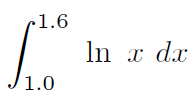 ∫_{1.0}^{1.6} ln x dx